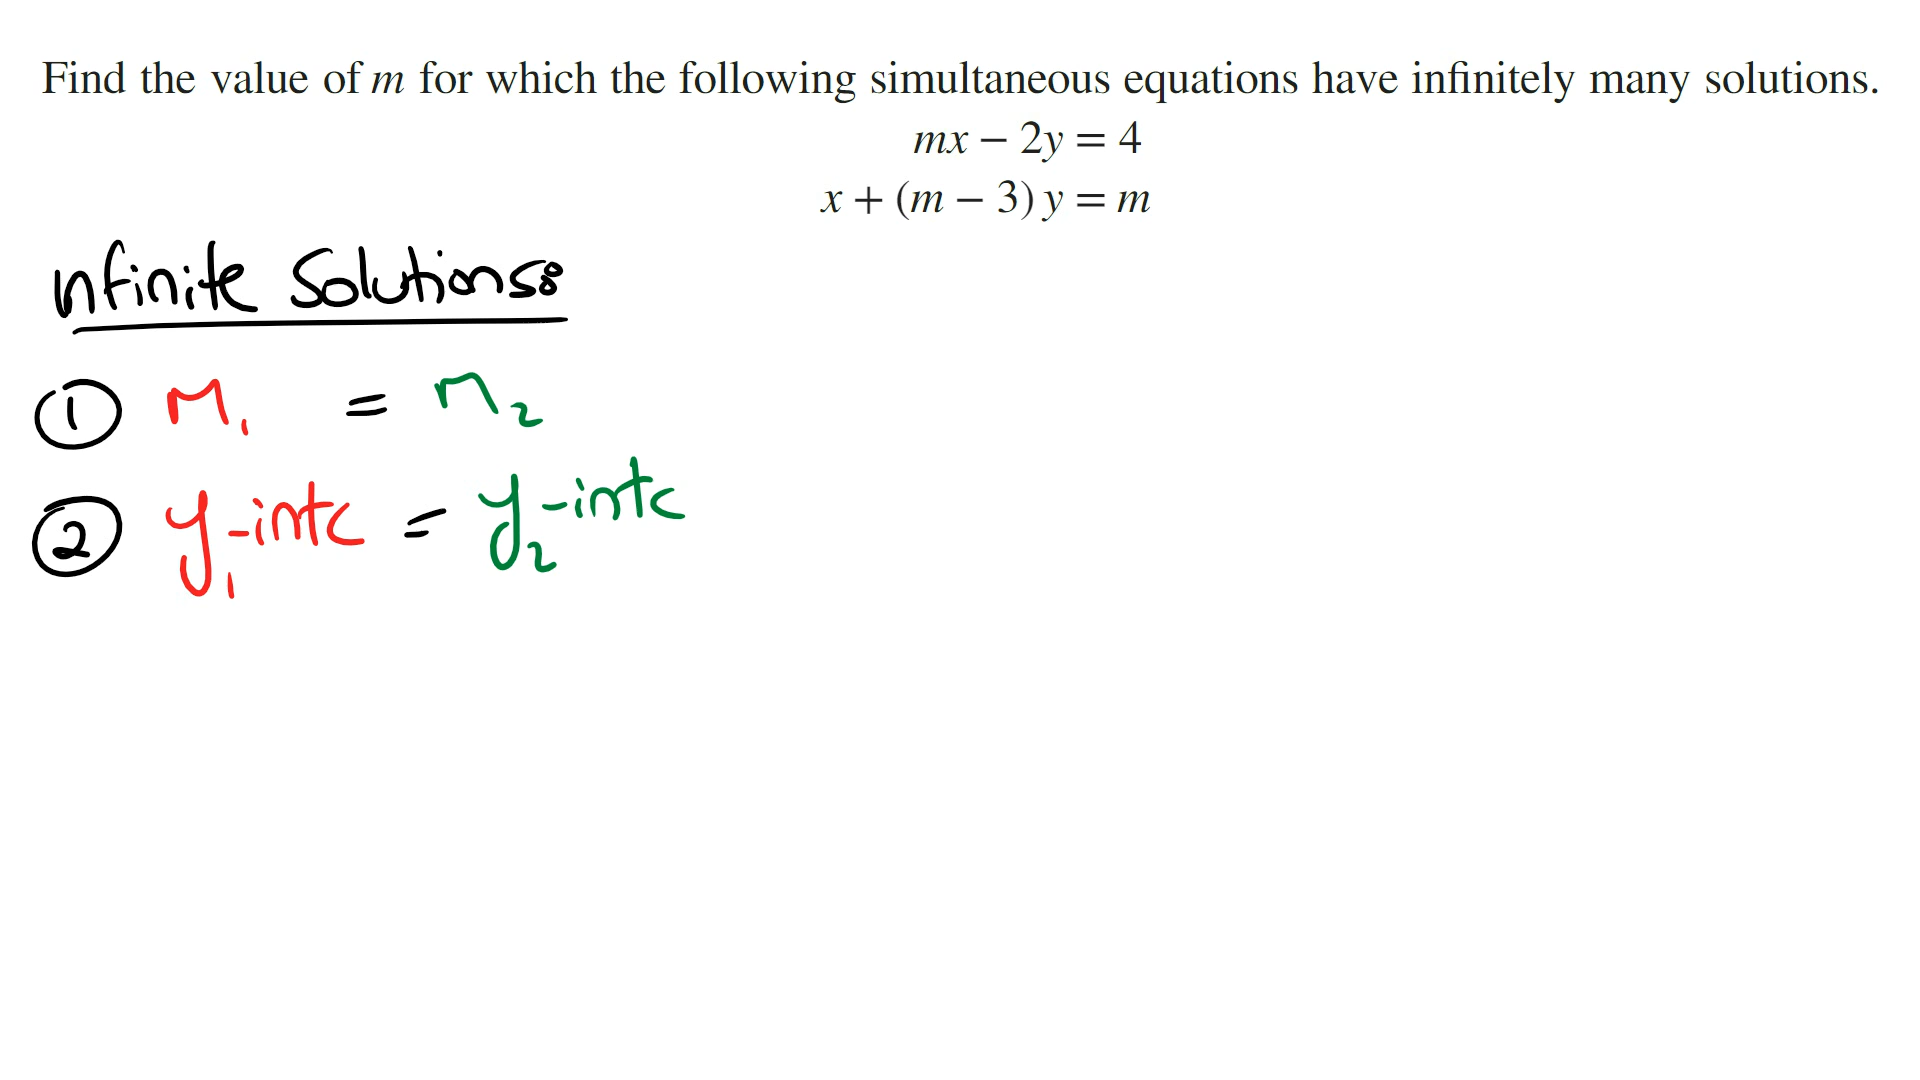 Find the value of m for which the following simultaneous equations have infinitely many solutions.
mx − 2y = 4
x + (m − 3) y = m
Infinite Solutions:
① M₁ = M₂
② y₁-intc = y₂-intc